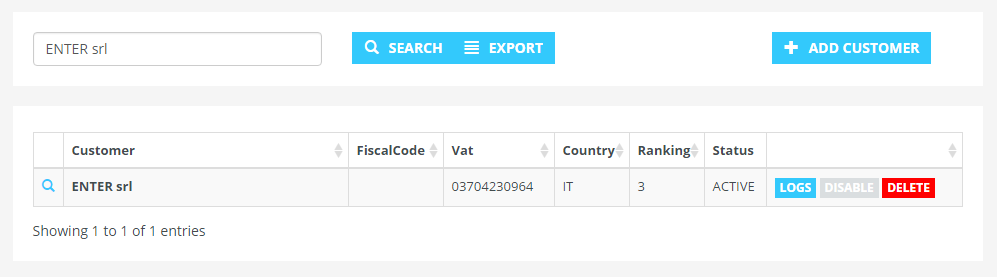 ENTER srl SEARCH EXPORT ADD CUSTOMER
Customer FiscalCode Vat Country Ranking Status
ENTER srl 03704230964 IT 3 ACTIVE LOGS DISABLE DELETE
Showing 1 to 1 of 1 entries